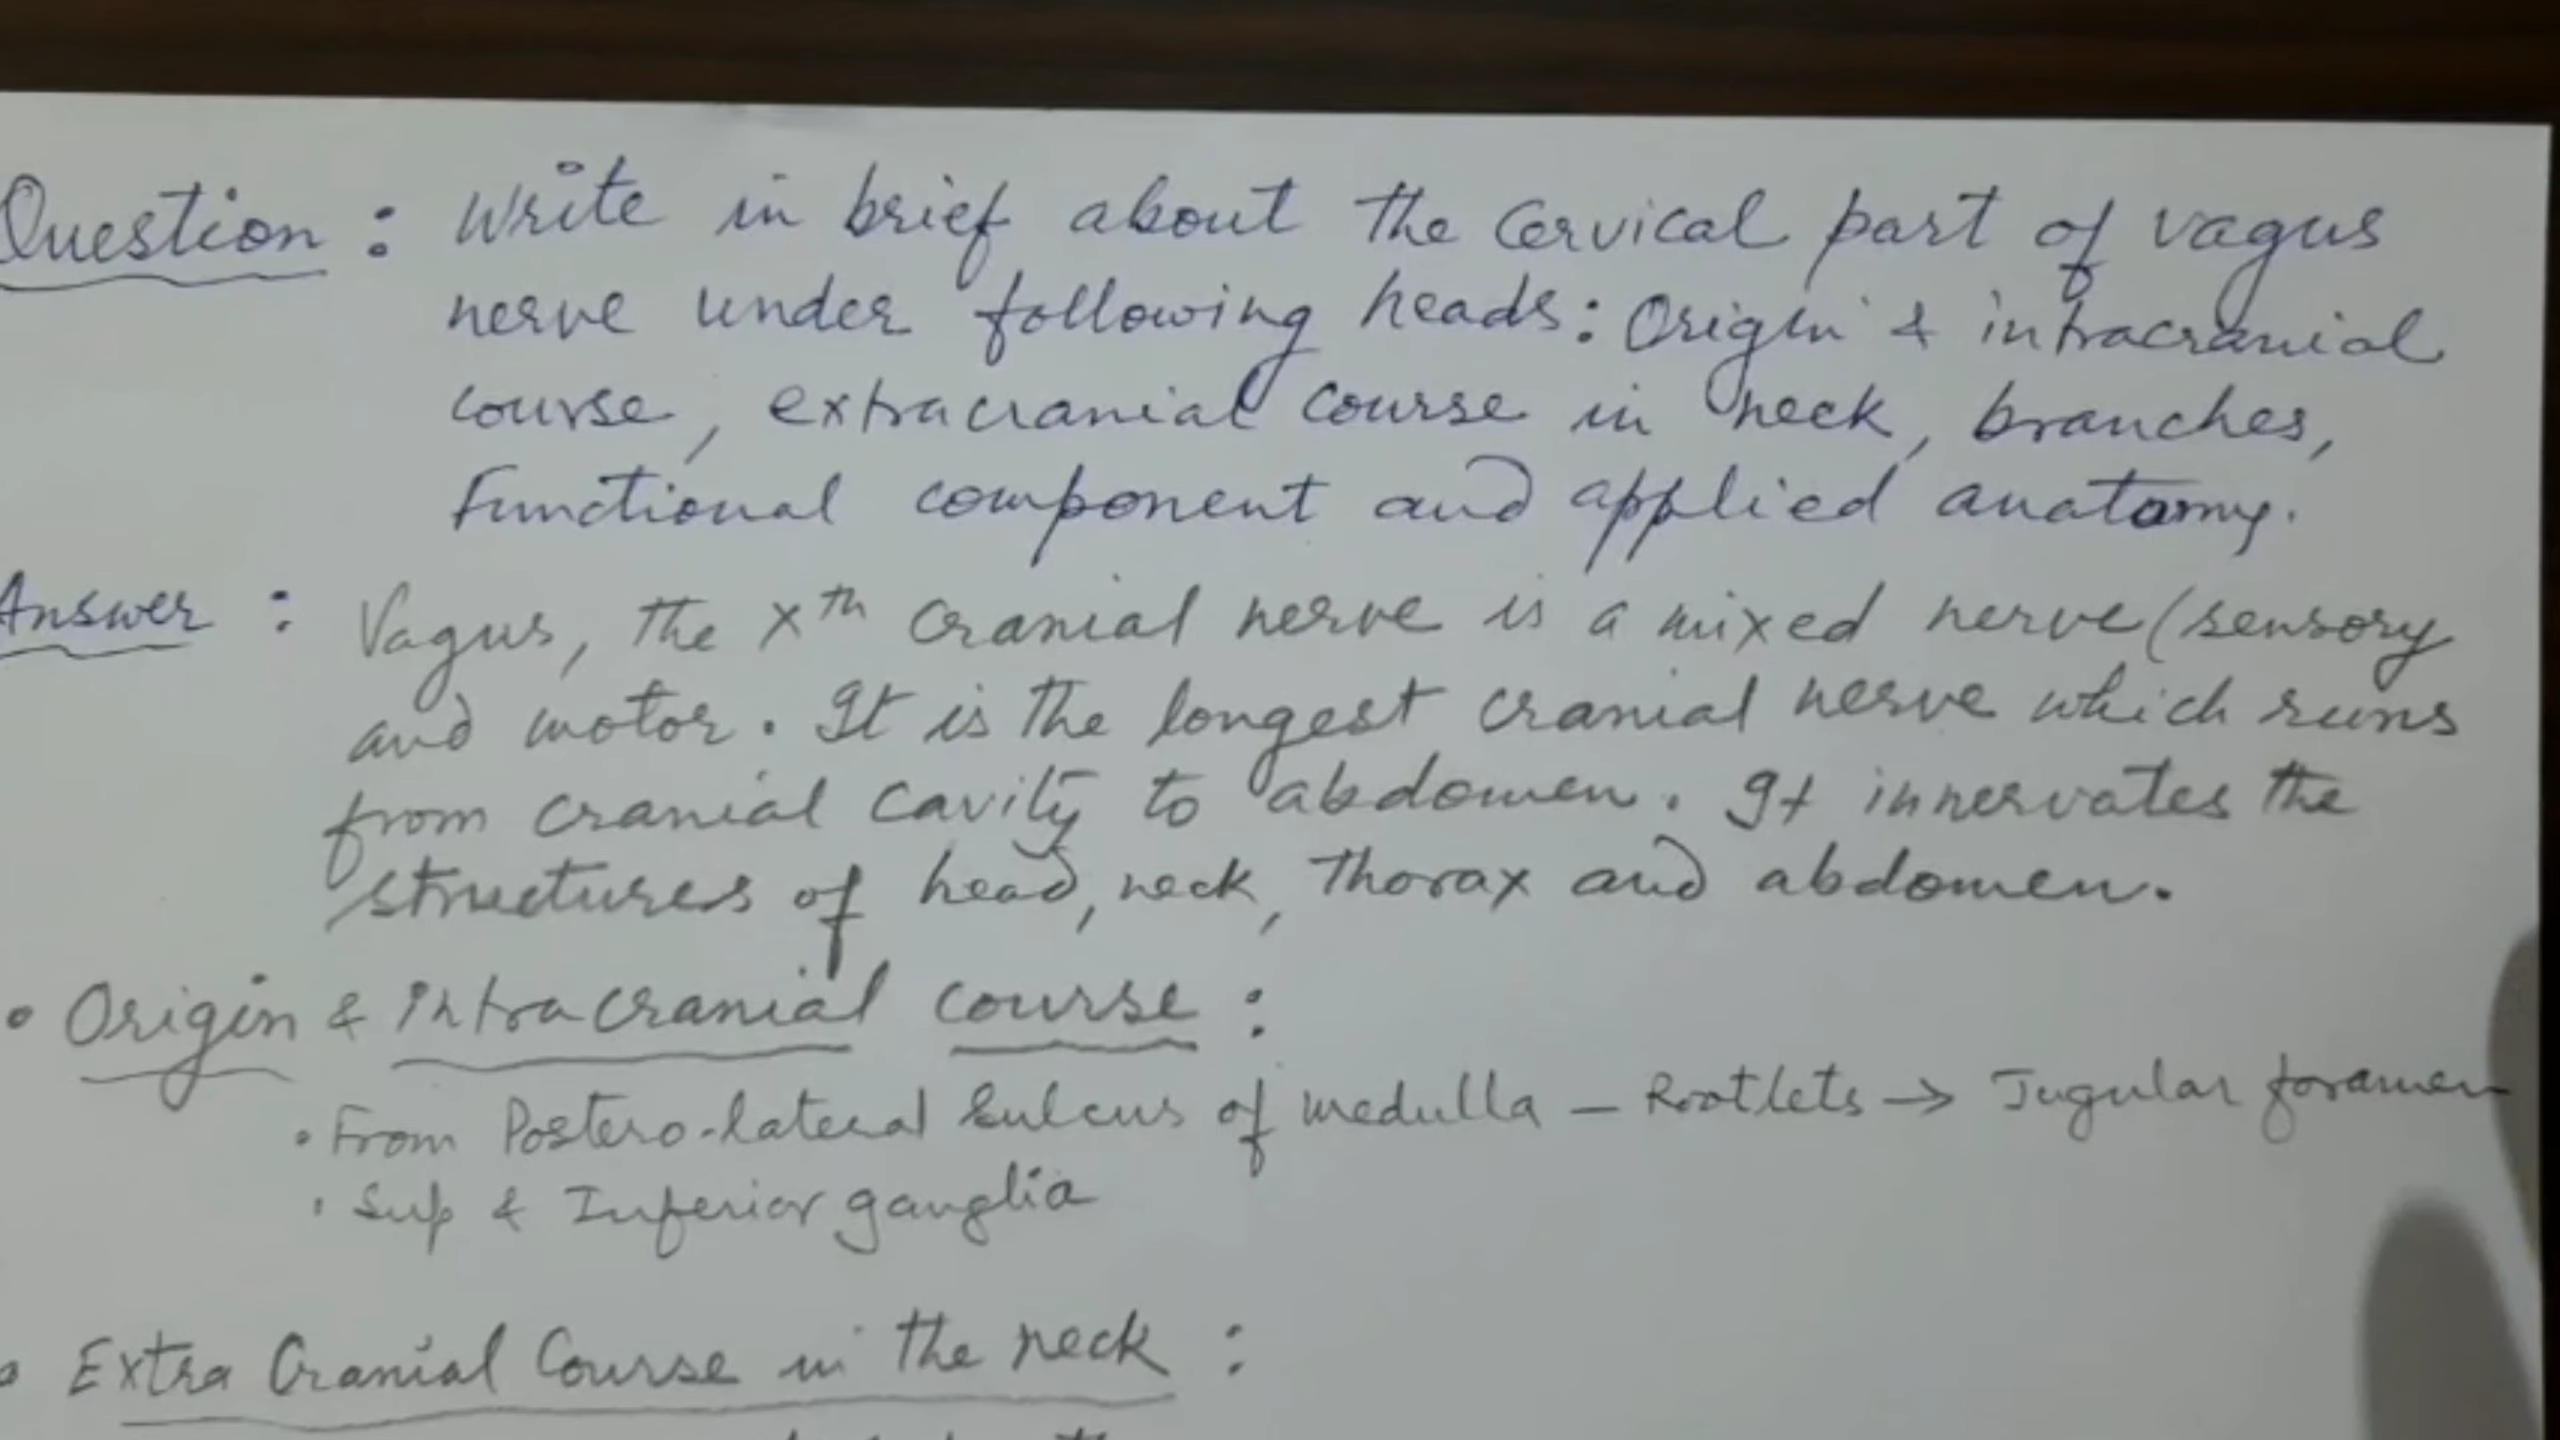 Question : Write in brief about the Cervical part of vagus
nerve under following heads: Origin & intracranial
course, extracranial course in neck, branches,
Functional component and applied anatomy.
Answer : Vagus, the Xth cranial nerve is a mixed nerve (sensory
and motor. It is the longest cranial nerve which runs
from cranial cavity to abdomen. It innervates the
structures of head, neck, thorax and abdomen.
• Origin & Intracranial course :
• From Postero-lateral Sulcus of medulla – Rootlets → Jugular foramen
• Sup & Inferior ganglia
• Extra Cranial Course in the neck :